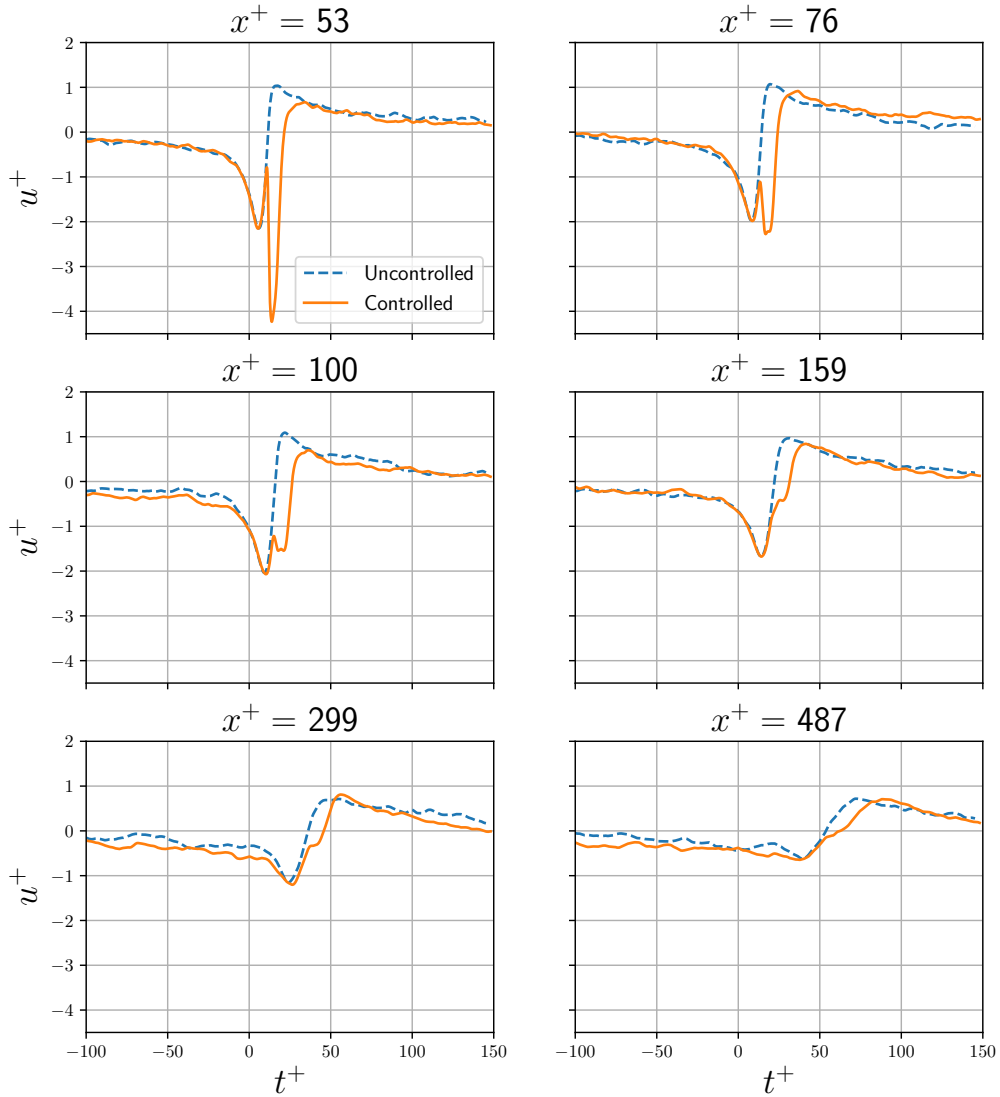 x⁺ = 53
x⁺ = 76
2
1
0
−1
−2
−3
−4
u⁺
Uncontrolled
Controlled
x⁺ = 100
x⁺ = 159
2
1
0
−1
−2
−3
−4
u⁺
x⁺ = 299
x⁺ = 487
2
1
0
−1
−2
−3
−4
u⁺
−100 −50 0 50 100 150
−100 −50 0 50 100 150
t⁺
t⁺